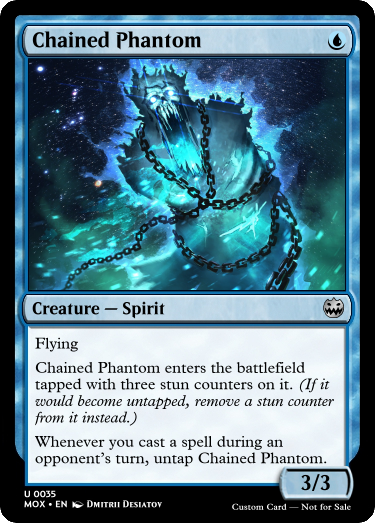 Chained Phantom
Creature — Spirit
Flying
Chained Phantom enters the battlefield
tapped with three stun counters on it. (If it
would become untapped, remove a stun counter
from it instead.)
Whenever you cast a spell during an
opponent's turn, untap Chained Phantom.
3/3
U 0035
MOX • EN Dmitrii Desiatov
Custom Card — Not for Sale